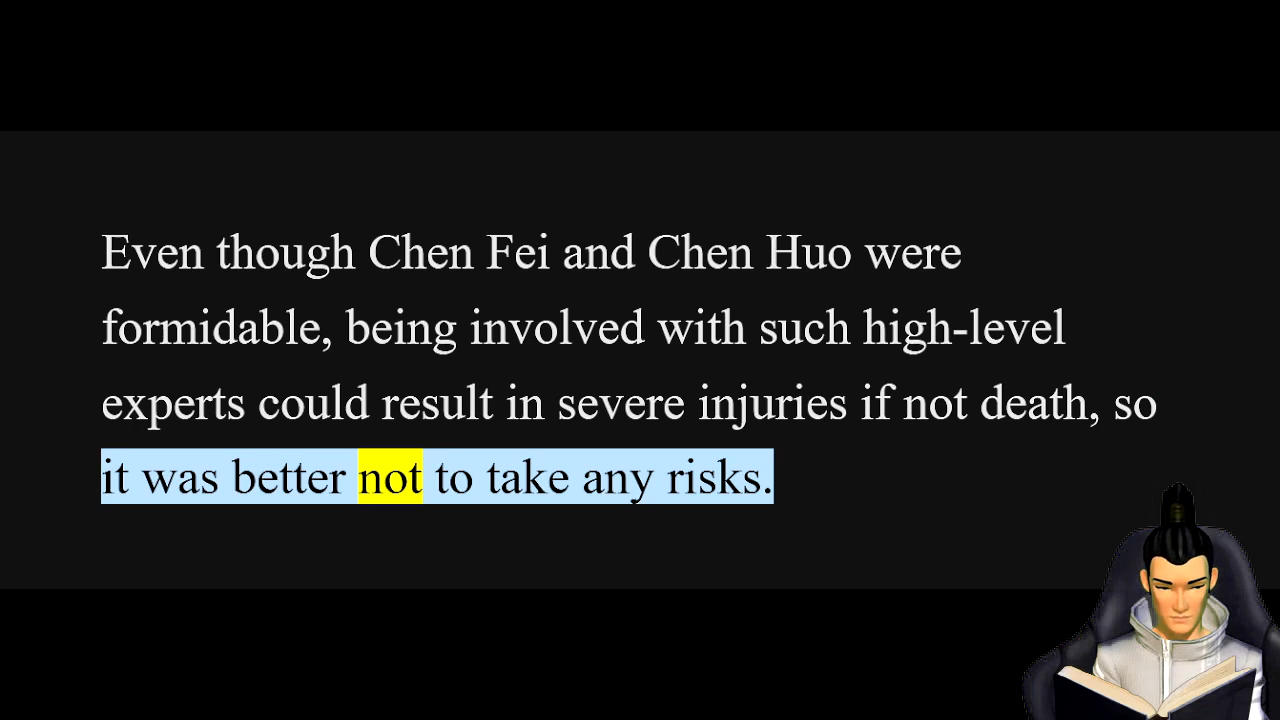 Even though Chen Fei and Chen Huo were
formidable, being involved with such high-level
experts could result in severe injuries if not death, so
it was better not to take any risks.